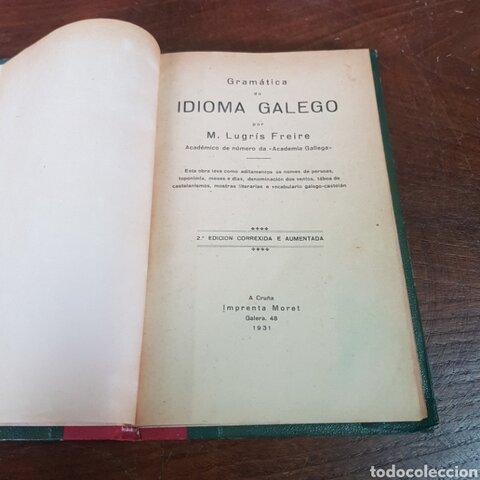 Gramática
do
IDIOMA GALEGO
por
M. Lugrís Freire
Académico de número da «Academia Gallega»
Esta obra leva como aditamentos os nomes de persoas,
toponimia, meses e días, denominación dos ventos, táboa de
castelanismos, mostras literarias e vocabulario galego-castelán
2.ª EDICION CORREXIDA E AUMENTADA
A Cruña
Imprenta Moret
Galera, 48
1931
todocoleccion